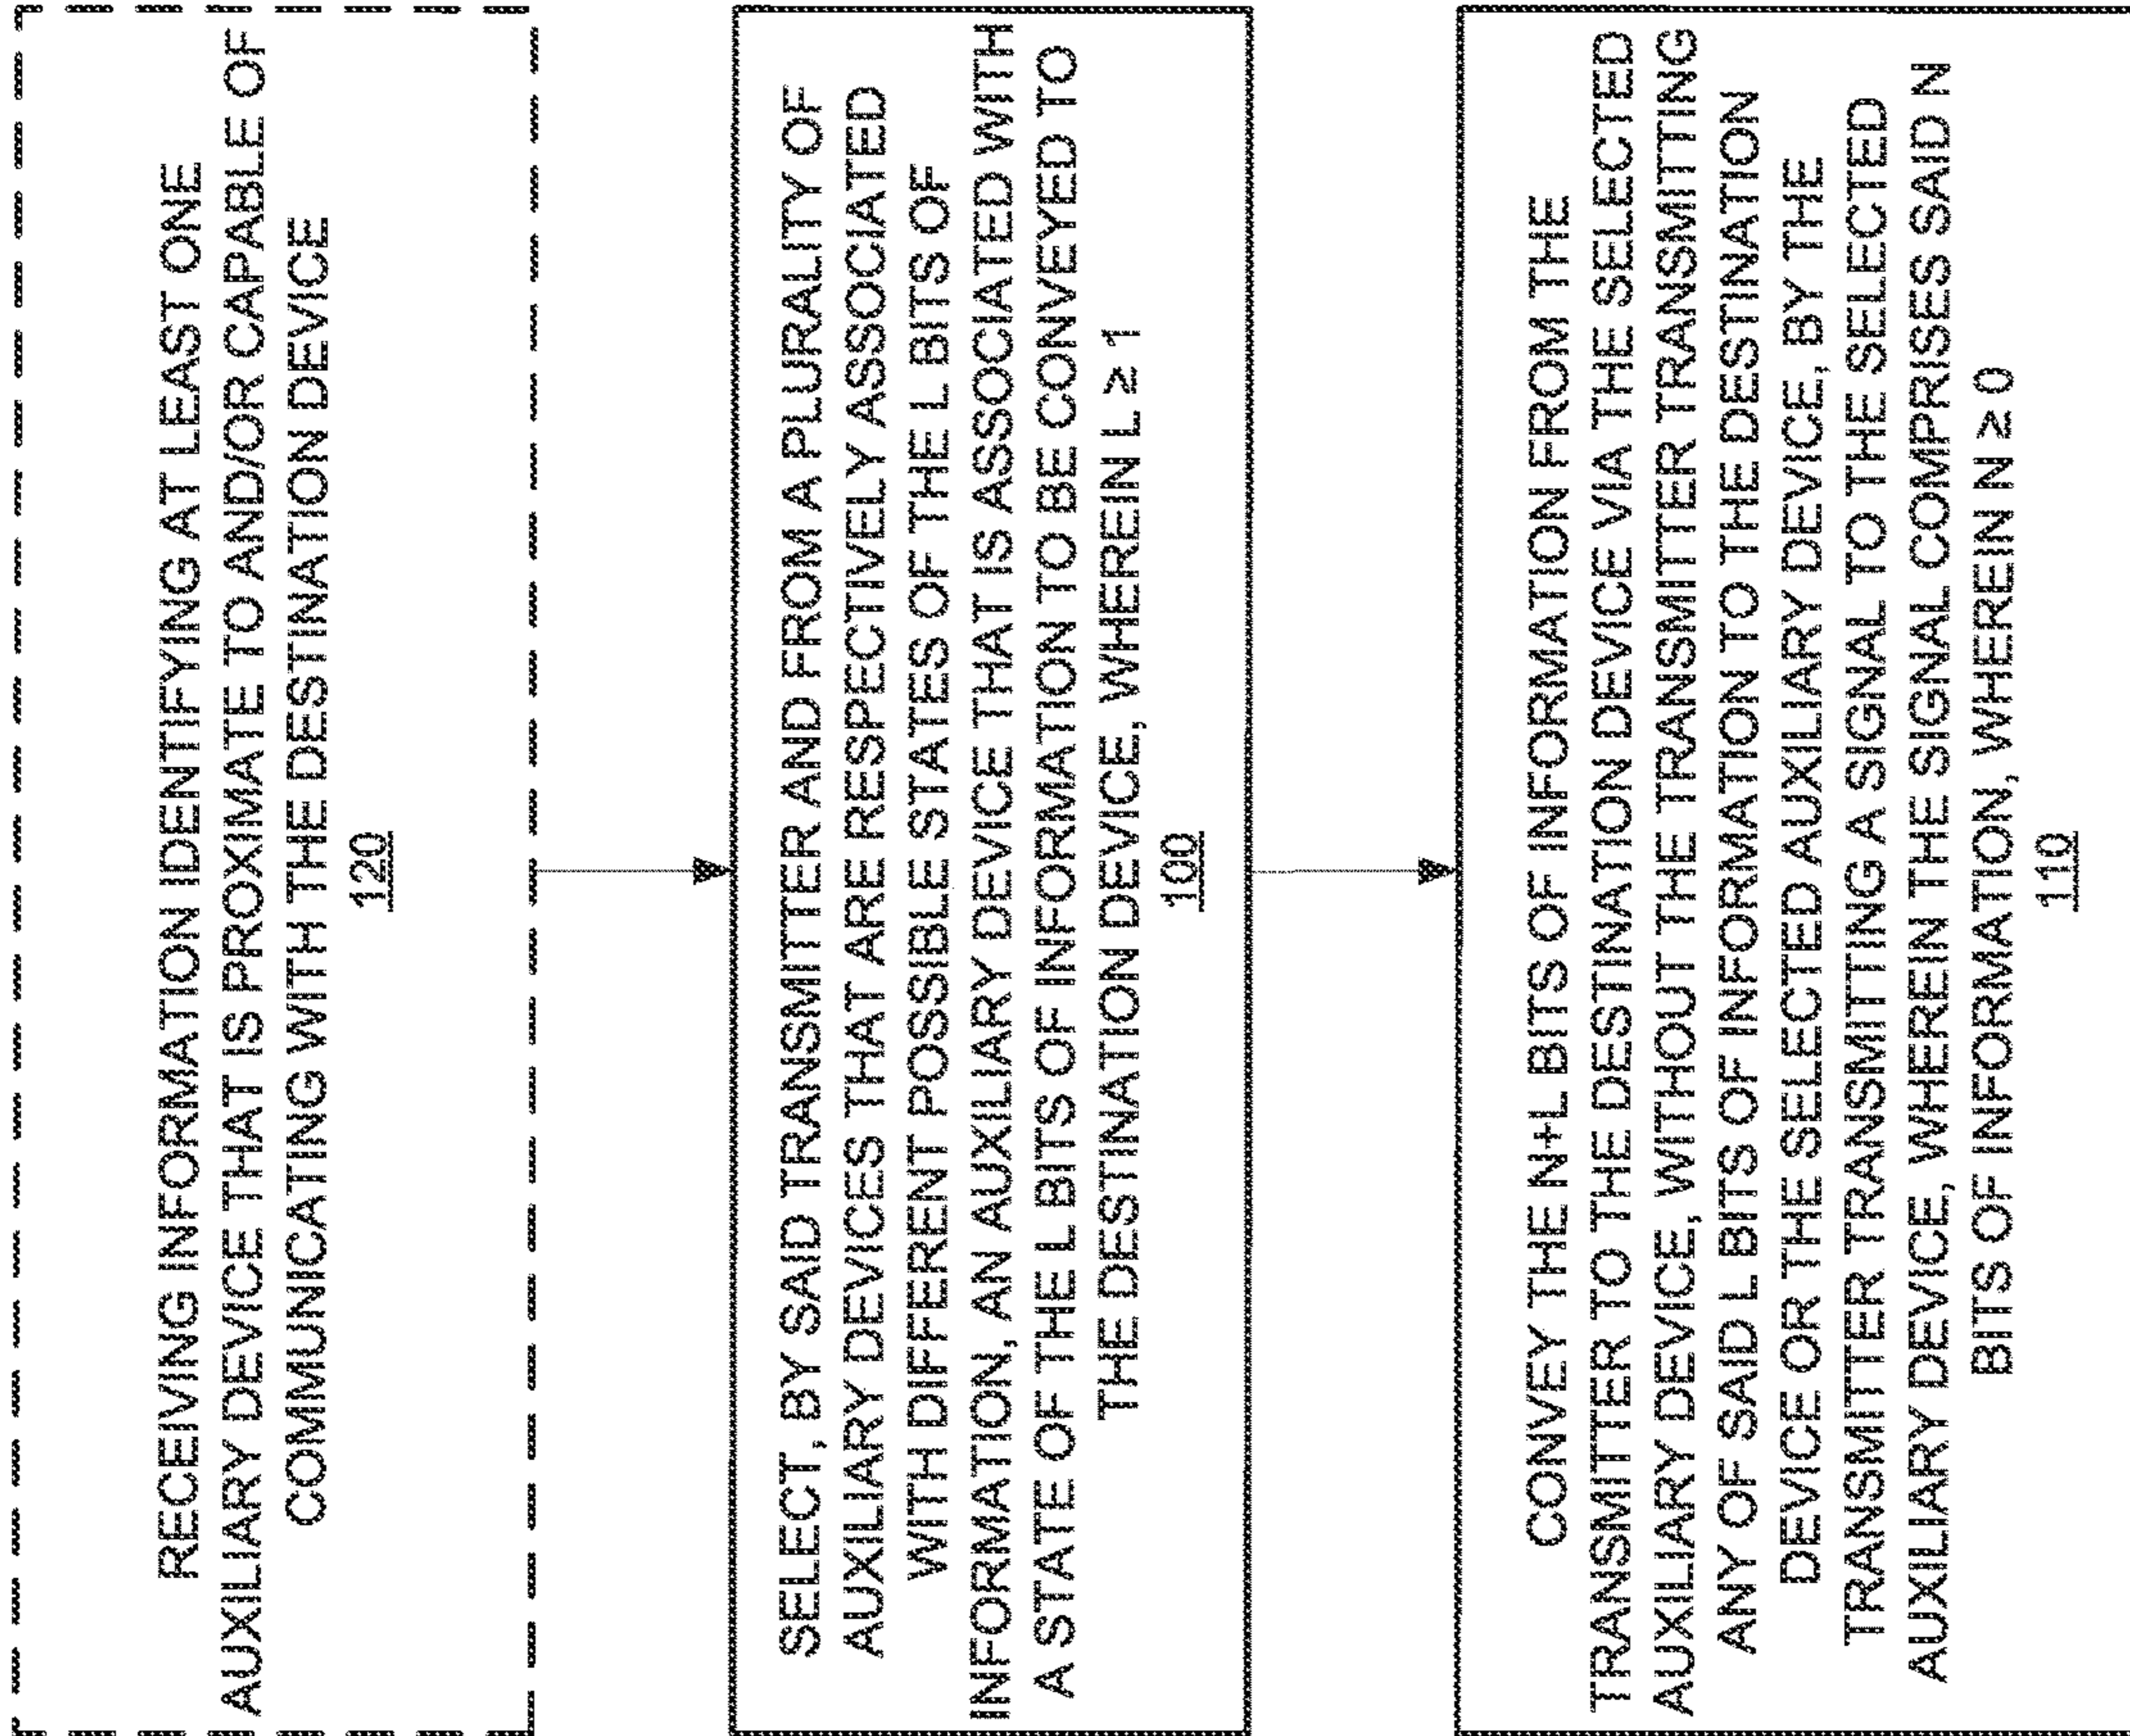 RECEIVING INFORMATION IDENTIFYING AT LEAST ONE
AUXILIARY DEVICE THAT IS PROXIMATE TO AND/OR CAPABLE OF
COMMUNICATING WITH THE DESTINATION DEVICE
120
SELECT, BY SAID TRANSMITTER AND FROM A PLURALITY OF
AUXILIARY DEVICES THAT ARE RESPECTIVELY ASSOCIATED
WITH DIFFERENT POSSIBLE STATES OF THE L BITS OF
INFORMATION, AN AUXILIARY DEVICE THAT IS ASSOCIATED WITH
A STATE OF THE L BITS OF INFORMATION TO BE CONVEYED TO
THE DESTINATION DEVICE, WHEREIN L ≥ 1
100
CONVEY THE N+L BITS OF INFORMATION FROM THE
TRANSMITTER TO THE DESTINATION DEVICE VIA THE SELECTED
AUXILIARY DEVICE, WITHOUT THE TRANSMITTER TRANSMITTING
ANY OF SAID L BITS OF INFORMATION TO THE DESTINATION
DEVICE OR THE SELECTED AUXILIARY DEVICE, BY THE
TRANSMITTER TRANSMITTING A SIGNAL TO THE SELECTED
AUXILIARY DEVICE, WHEREIN THE SIGNAL COMPRISES SAID N
BITS OF INFORMATION, WHEREIN N ≥ 0
110